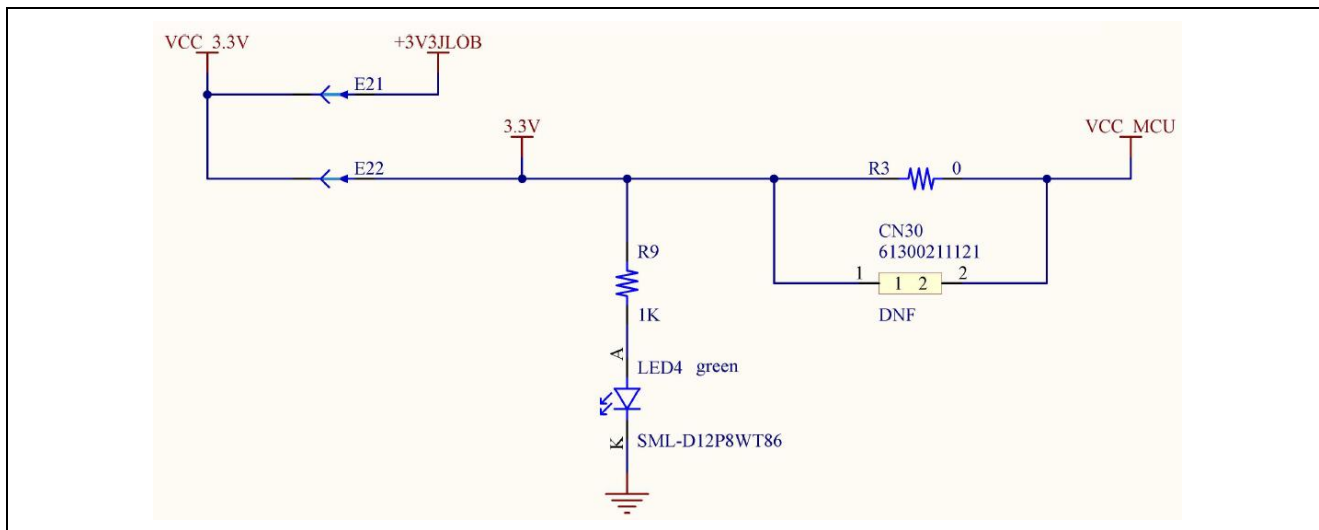 VCC_3.3V
+3V3JLOB
E21
3.3V
VCC_MCU
E22
R3
0
CN30
61300211121
1
1 2
2
DNF
R9
1K
A
LED4 green
K
SML-D12P8WT86